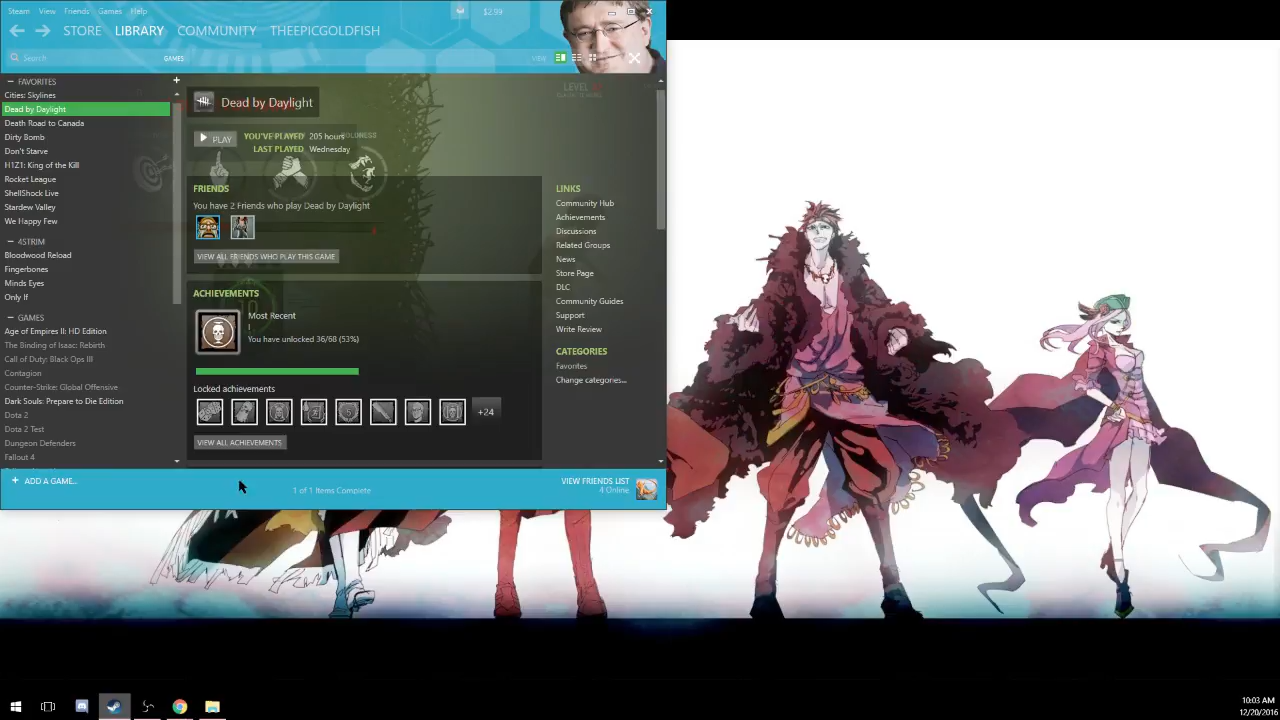 Steam View Friends Games Help
$2.99
STORE LIBRARY COMMUNITY THEEPICGOLDFISH
Search GAMES VIEW
FAVORITES
Cities: Skylines
Dead by Daylight
Death Road to Canada
Dirty Bomb
Don't Starve
H1Z1: King of the Kill
Rocket League
ShellShock Live
Stardew Valley
We Happy Few
4STRIM
Bloodwood Reload
Fingerbones
Minds Eyes
Only If
GAMES
Age of Empires II: HD Edition
The Binding of Isaac: Rebirth
Call of Duty: Black Ops III
Contagion
Counter-Strike: Global Offensive
Dark Souls: Prepare to Die Edition
Dota 2
Dota 2 Test
Dungeon Defenders
Fallout 4
Dead by Daylight
LEVEL
PLAY
YOU'VE PLAYED 205 hours
LAST PLAYED Wednesday
FRIENDS
You have 2 Friends who play Dead by Daylight
VIEW ALL FRIENDS WHO PLAY THIS GAME
ACHIEVEMENTS
Most Recent
I
You have unlocked 36/68 (53%)
Locked achievements
+24
VIEW ALL ACHIEVEMENTS
LINKS
Community Hub
Achievements
Discussions
Related Groups
News
Store Page
DLC
Community Guides
Support
Write Review
CATEGORIES
Favorites
Change categories...
+ ADD A GAME...
1 of 1 Items Complete
VIEW FRIENDS LIST
4 Online
10:03 AM
12/20/2016